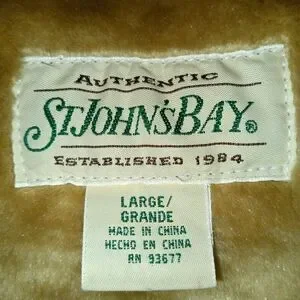 AUTHENTIC
ST.JOHN'S BAY®
ESTABLISHED 1984
LARGE/
GRANDE
MADE IN CHINA
HECHO EN CHINA
RN 93677